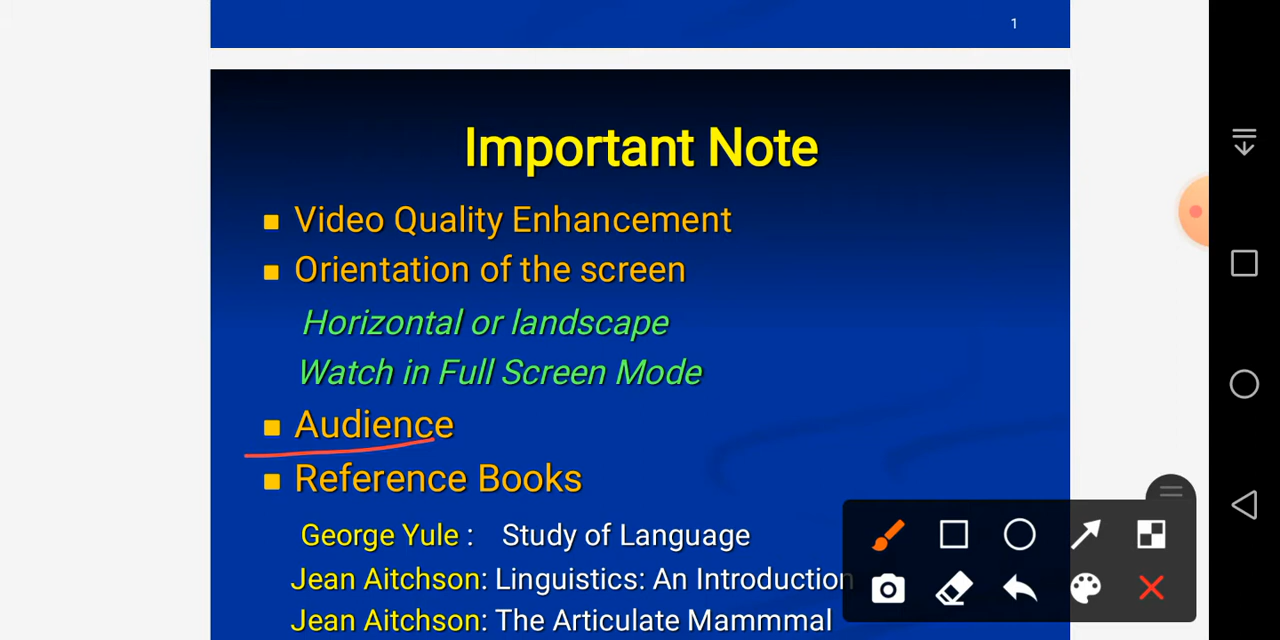 1
Important Note
Video Quality Enhancement
Orientation of the screen
Horizontal or landscape
Watch in Full Screen Mode
Audience
Reference Books
George Yule : Study of Language
Jean Aitchson: Linguistics: An Introduction
Jean Aitchson: The Articulate Mammmal